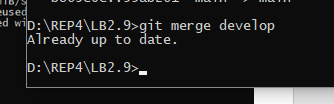 D:\REP4\LB2.9>git merge develop
Already up to date.
D:\REP4\LB2.9>